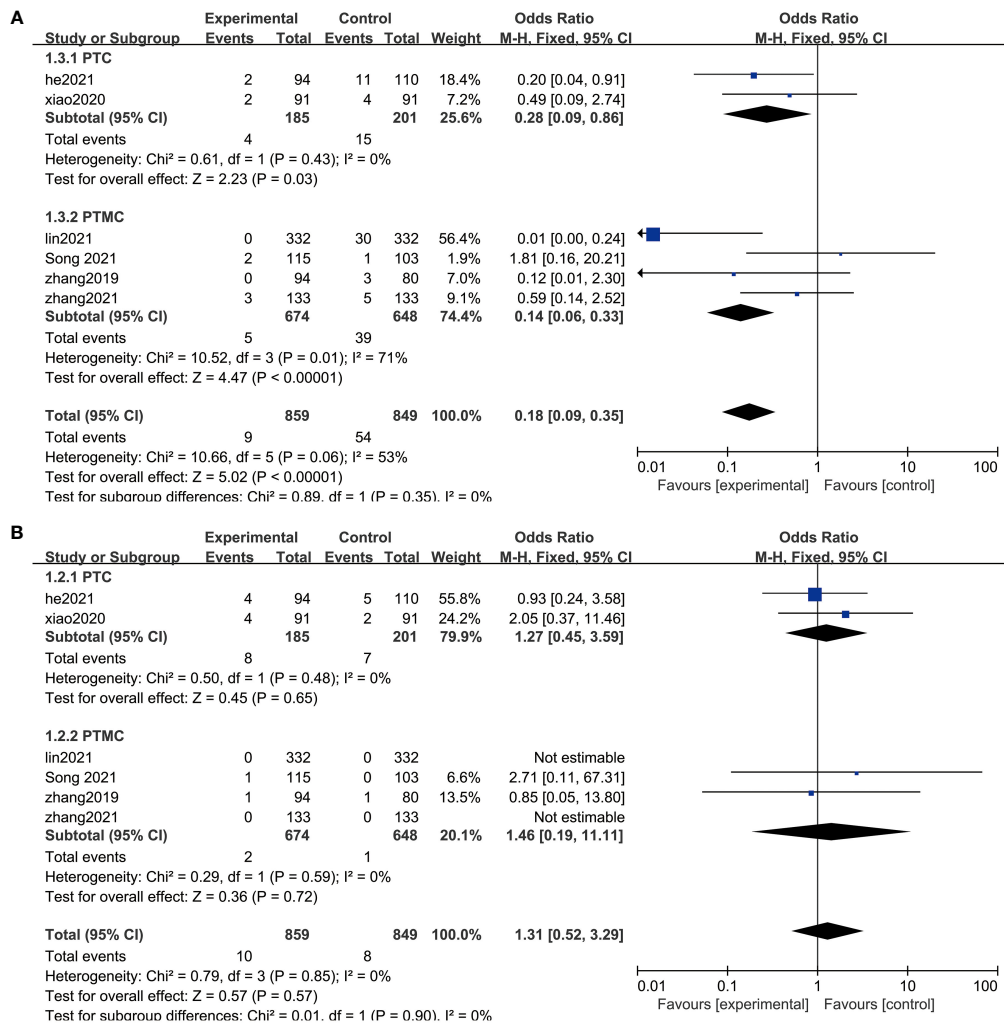 A
Experimental Control Odds Ratio Odds Ratio
Study or Subgroup Events Total Events Total Weight M-H, Fixed, 95% CI M-H, Fixed, 95% CI
1.3.1 PTC
he2021 2 94 11 110 18.4% 0.20 [0.04, 0.91]
xiao2020 2 91 4 91 7.2% 0.49 [0.09, 2.74]
Subtotal (95% CI) 185 201 25.6% 0.28 [0.09, 0.86]
Total events 4 15
Heterogeneity: Chi² = 0.61, df = 1 (P = 0.43); I² = 0%
Test for overall effect: Z = 2.23 (P = 0.03)
1.3.2 PTMC
lin2021 0 332 30 332 56.4% 0.01 [0.00, 0.24]
Song 2021 2 115 1 103 1.9% 1.81 [0.16, 20.21]
zhang2019 0 94 3 80 7.0% 0.12 [0.01, 2.30]
zhang2021 3 133 5 133 9.1% 0.59 [0.14, 2.52]
Subtotal (95% CI) 674 648 74.4% 0.14 [0.06, 0.33]
Total events 5 39
Heterogeneity: Chi² = 10.52, df = 3 (P = 0.01); I² = 71%
Test for overall effect: Z = 4.47 (P < 0.00001)
Total (95% CI) 859 849 100.0% 0.18 [0.09, 0.35]
Total events 9 54
Heterogeneity: Chi² = 10.66, df = 5 (P = 0.06); I² = 53%
Test for overall effect: Z = 5.02 (P < 0.00001)
Test for subgroup differences: Chi² = 0.89, df = 1 (P = 0.35), I² = 0%
0.01 0.1 1 10 100
Favours [experimental] Favours [control]
B
Experimental Control Odds Ratio Odds Ratio
Study or Subgroup Events Total Events Total Weight M-H, Fixed, 95% CI M-H, Fixed, 95% CI
1.2.1 PTC
he2021 4 94 5 110 55.8% 0.93 [0.24, 3.58]
xiao2020 4 91 2 91 24.2% 2.05 [0.37, 11.46]
Subtotal (95% CI) 185 201 79.9% 1.27 [0.45, 3.59]
Total events 8 7
Heterogeneity: Chi² = 0.50, df = 1 (P = 0.48); I² = 0%
Test for overall effect: Z = 0.45 (P = 0.65)
1.2.2 PTMC
lin2021 0 332 0 332 Not estimable
Song 2021 1 115 0 103 6.6% 2.71 [0.11, 67.31]
zhang2019 1 94 1 80 13.5% 0.85 [0.05, 13.80]
zhang2021 0 133 0 133 Not estimable
Subtotal (95% CI) 674 648 20.1% 1.46 [0.19, 11.11]
Total events 2 1
Heterogeneity: Chi² = 0.29, df = 1 (P = 0.59); I² = 0%
Test for overall effect: Z = 0.36 (P = 0.72)
Total (95% CI) 859 849 100.0% 1.31 [0.52, 3.29]
Total events 10 8
Heterogeneity: Chi² = 0.79, df = 3 (P = 0.85); I² = 0%
Test for overall effect: Z = 0.57 (P = 0.57)
Test for subgroup differences: Chi² = 0.01, df = 1 (P = 0.90), I² = 0%
0.01 0.1 1 10 100
Favours [experimental] Favours [control]